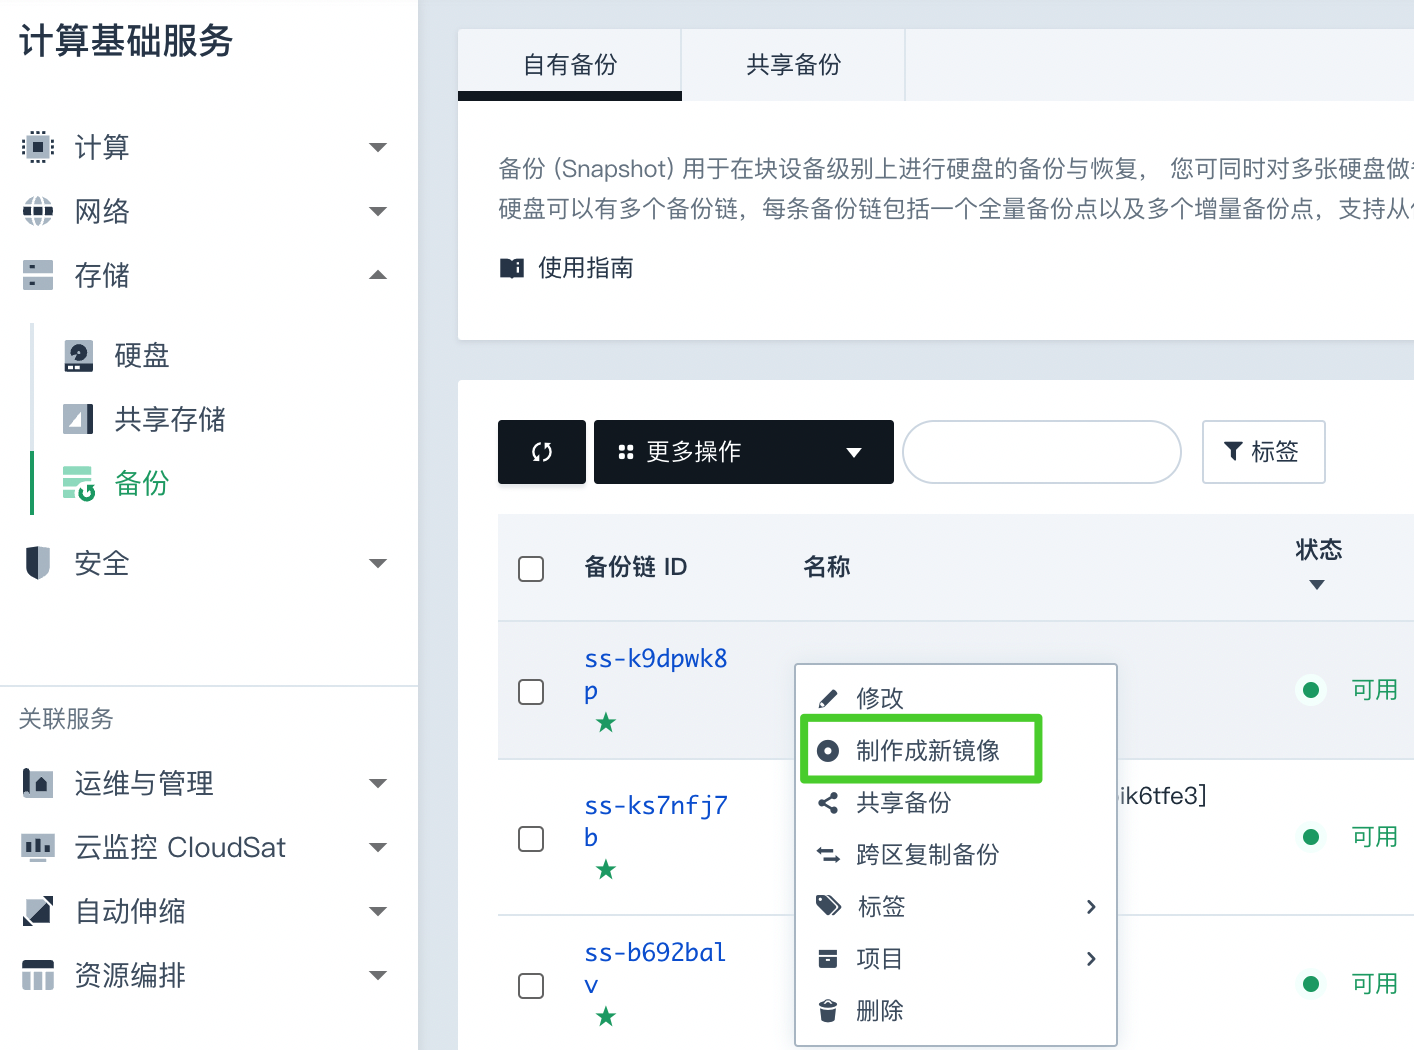 计算基础服务
计算
网络
存储
硬盘
共享存储
备份
安全
关联服务
运维与管理
云监控 CloudSat
自动伸缩
资源编排
自有备份
共享备份
备份 (Snapshot) 用于在块设备级别上进行硬盘的备份与恢复， 您可同时对多张硬盘做
硬盘可以有多个备份链，每条备份链包括一个全量备份点以及多个增量备份点，支持从
使用指南
更多操作
标签
备份链 ID
名称
状态
ss-k9dpwk8
p
可用
ss-ks7nfj7
b
ik6tfe3]
可用
ss-b692bal
v
可用
修改
制作成新镜像
共享备份
跨区复制备份
标签
项目
删除